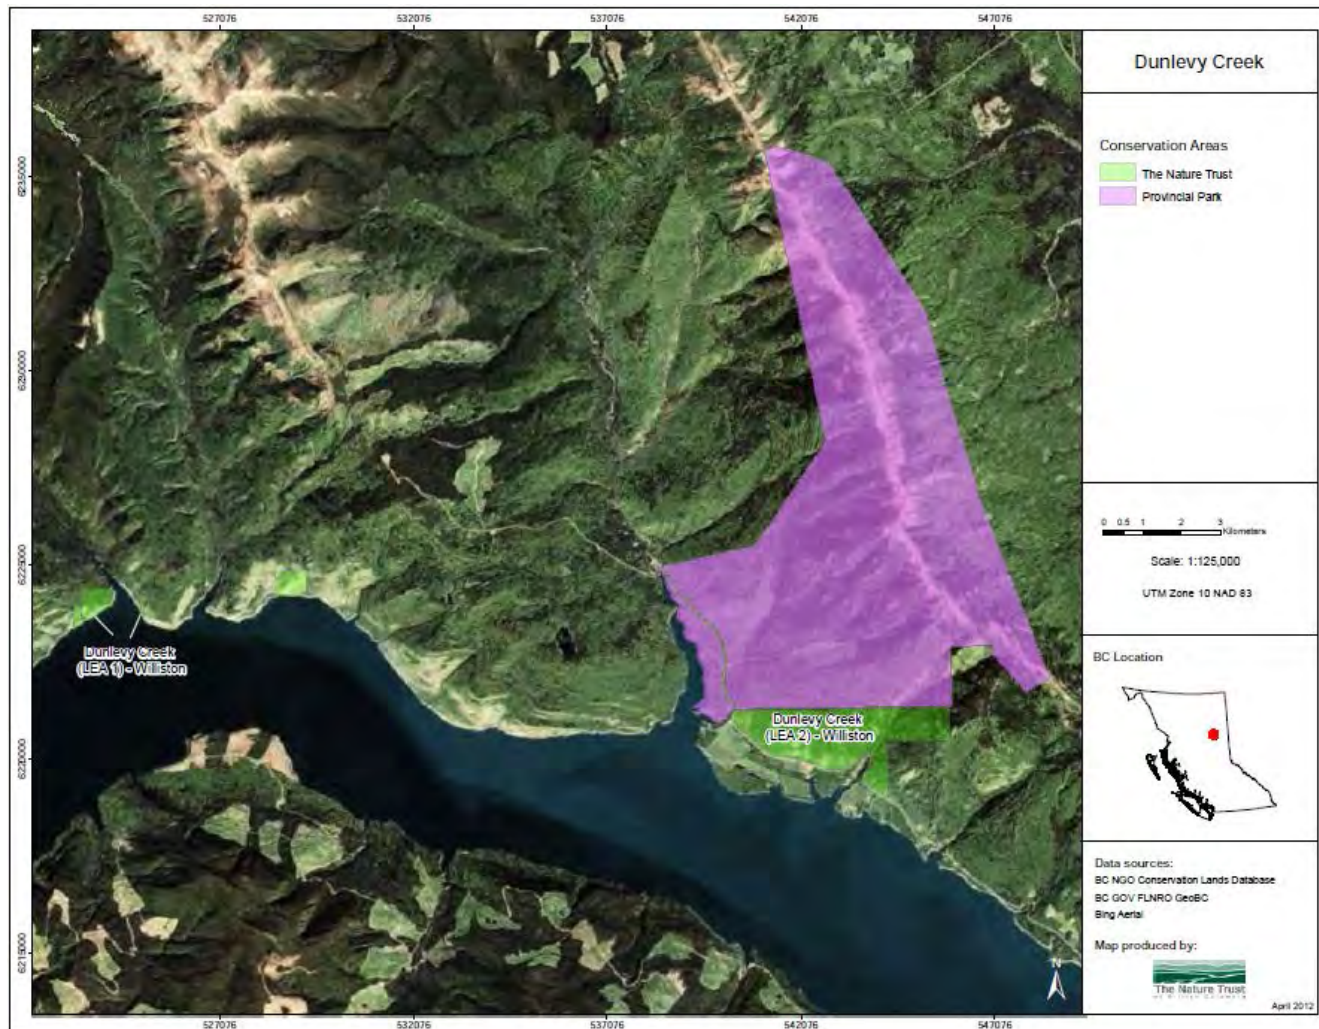 527076 532076 537076 542076 547076
Dunlevy Creek
Conservation Areas
The Nature Trust
Provincial Park
6235000
6230000
6225000
6220000
6215000
Dunlevy Creek
(LEA 1) - Williston
Dunlevy Creek
(LEA 2) - Williston
0 0.5 1 2 3
Kilometers
Scale: 1:125,000
UTM Zone 10 NAD 83
BC Location
Data sources:
BC NGO Conservation Lands Database
BC GOV FLNRO GeoBC
Bing Aerial
Map produced by:
The Nature Trust
April 2012
N
527076 532076 537076 542076 547076